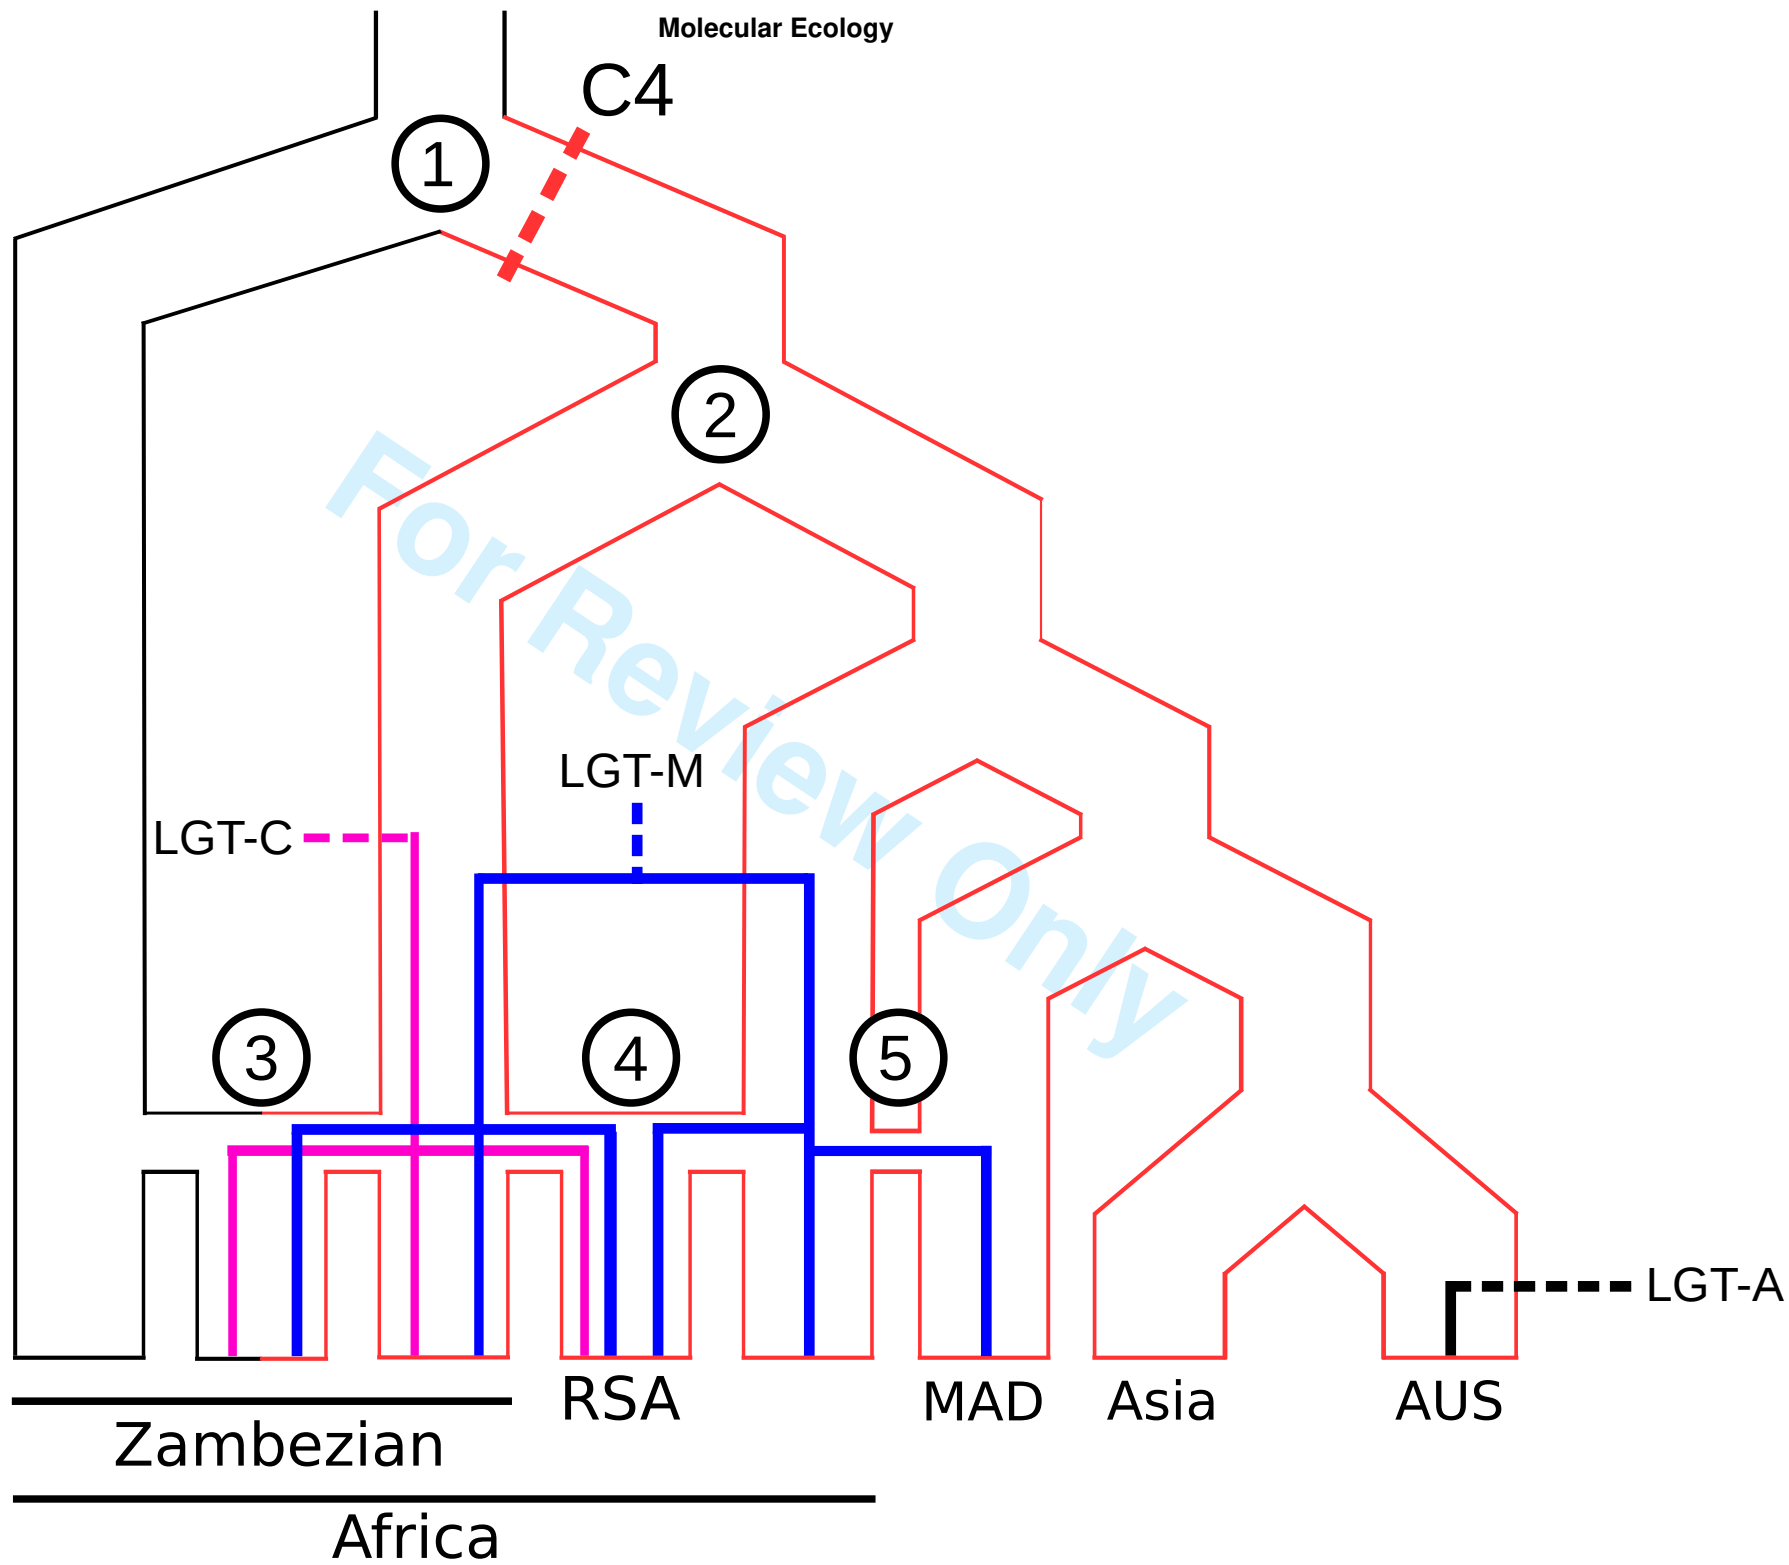 Molecular Ecology
C4
1
2
For Review Only
LGT-M
LGT-C
3
4
5
LGT-A
RSA
MAD
Asia
AUS
Zambezian
Africa